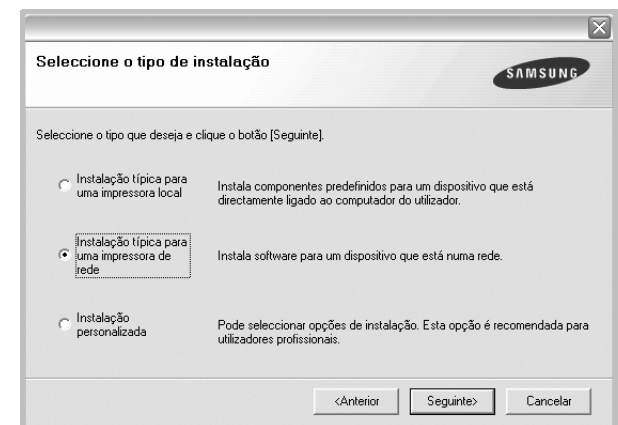 Seleccione o tipo de instalação
SAMSUNG
Seleccione o tipo que deseja e clique o botão [Seguinte].
Instalação típica para
uma impressora local
Instala componentes predefinidos para um dispositivo que está
directamente ligado ao computador do utilizador.
Instalação típica para
uma impressora de
rede
Instala software para um dispositivo que está numa rede.
Instalação
personalizada
Pode seleccionar opções de instalação. Esta opção é recomendada para
utilizadores profissionais.
<Anterior
Seguinte>
Cancelar